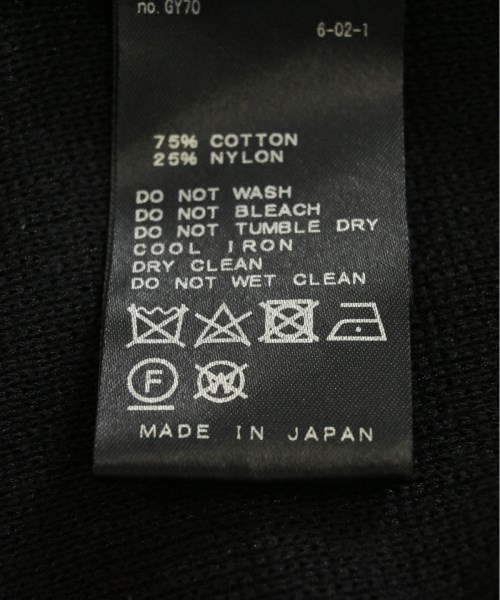 no. GY70
6-02-1
75% COTTON
25% NYLON
DO NOT WASH
DO NOT BLEACH
DO NOT TUMBLE DRY
COOL IRON
DRY CLEAN
DO NOT WET CLEAN
F W
MADE IN JAPAN